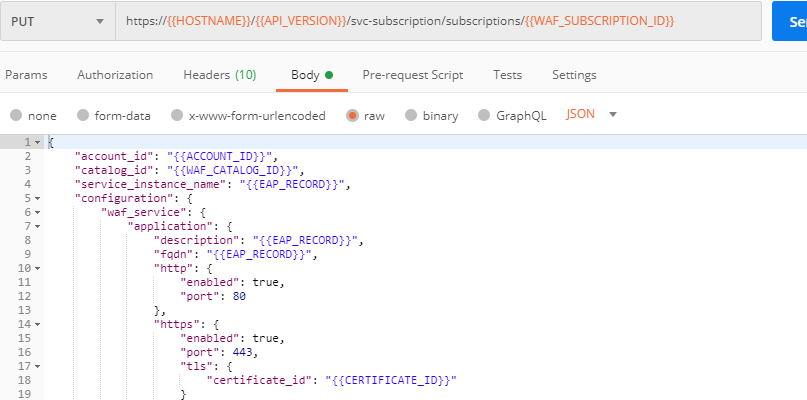 PUT https://{{HOSTNAME}}/{{API_VERSION}}/svc-subscription/subscriptions/{{WAF_SUBSCRIPTION_ID}} Se
Params Authorization Headers (10) Body Pre-request Script Tests Settings
none form-data x-www-form-urlencoded raw binary GraphQL JSON
1 {
2 "account_id": "{{ACCOUNT_ID}}",
3 "catalog_id": "{{WAF_CATALOG_ID}}",
4 "service_instance_name": "{{EAP_RECORD}}",
5 "configuration": {
6 "waf_service": {
7 "application": {
8 "description": "{{EAP_RECORD}}",
9 "fqdn": "{{EAP_RECORD}}",
10 "http": {
11 "enabled": true,
12 "port": 80
13 },
14 "https": {
15 "enabled": true,
16 "port": 443,
17 "tls": {
18 "certificate_id": "{{CERTIFICATE_ID}}"
19 }